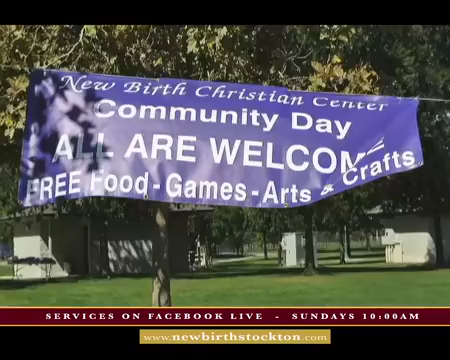 New Birth Christian Center
Community Day
ALL ARE WELCOME
FREE Food - Games - Arts & Crafts
SERVICES ON FACEBOOK LIVE - SUNDAYS 10:00AM
www.newbirthstockton.com